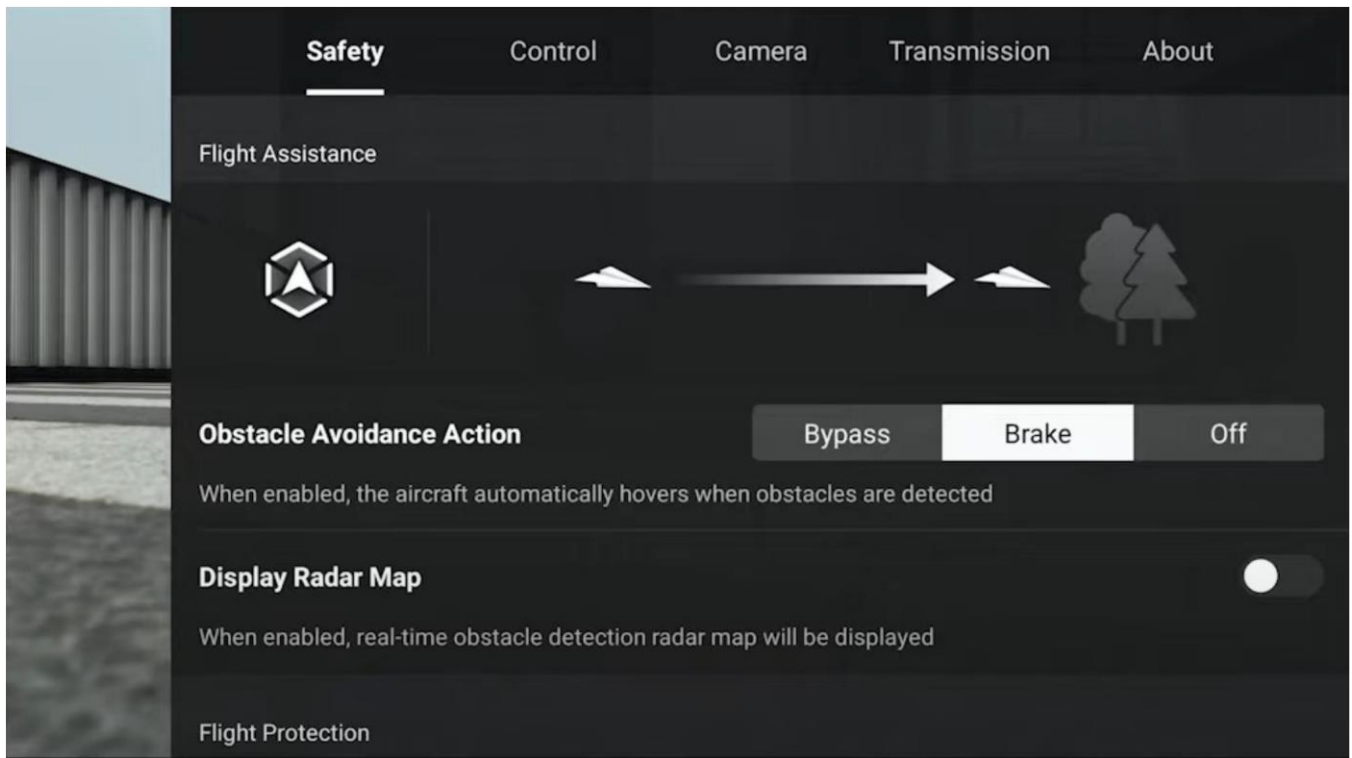 Safety Control Camera Transmission About
Flight Assistance
Obstacle Avoidance Action Bypass Brake Off
When enabled, the aircraft automatically hovers when obstacles are detected
Display Radar Map
When enabled, real-time obstacle detection radar map will be displayed
Flight Protection